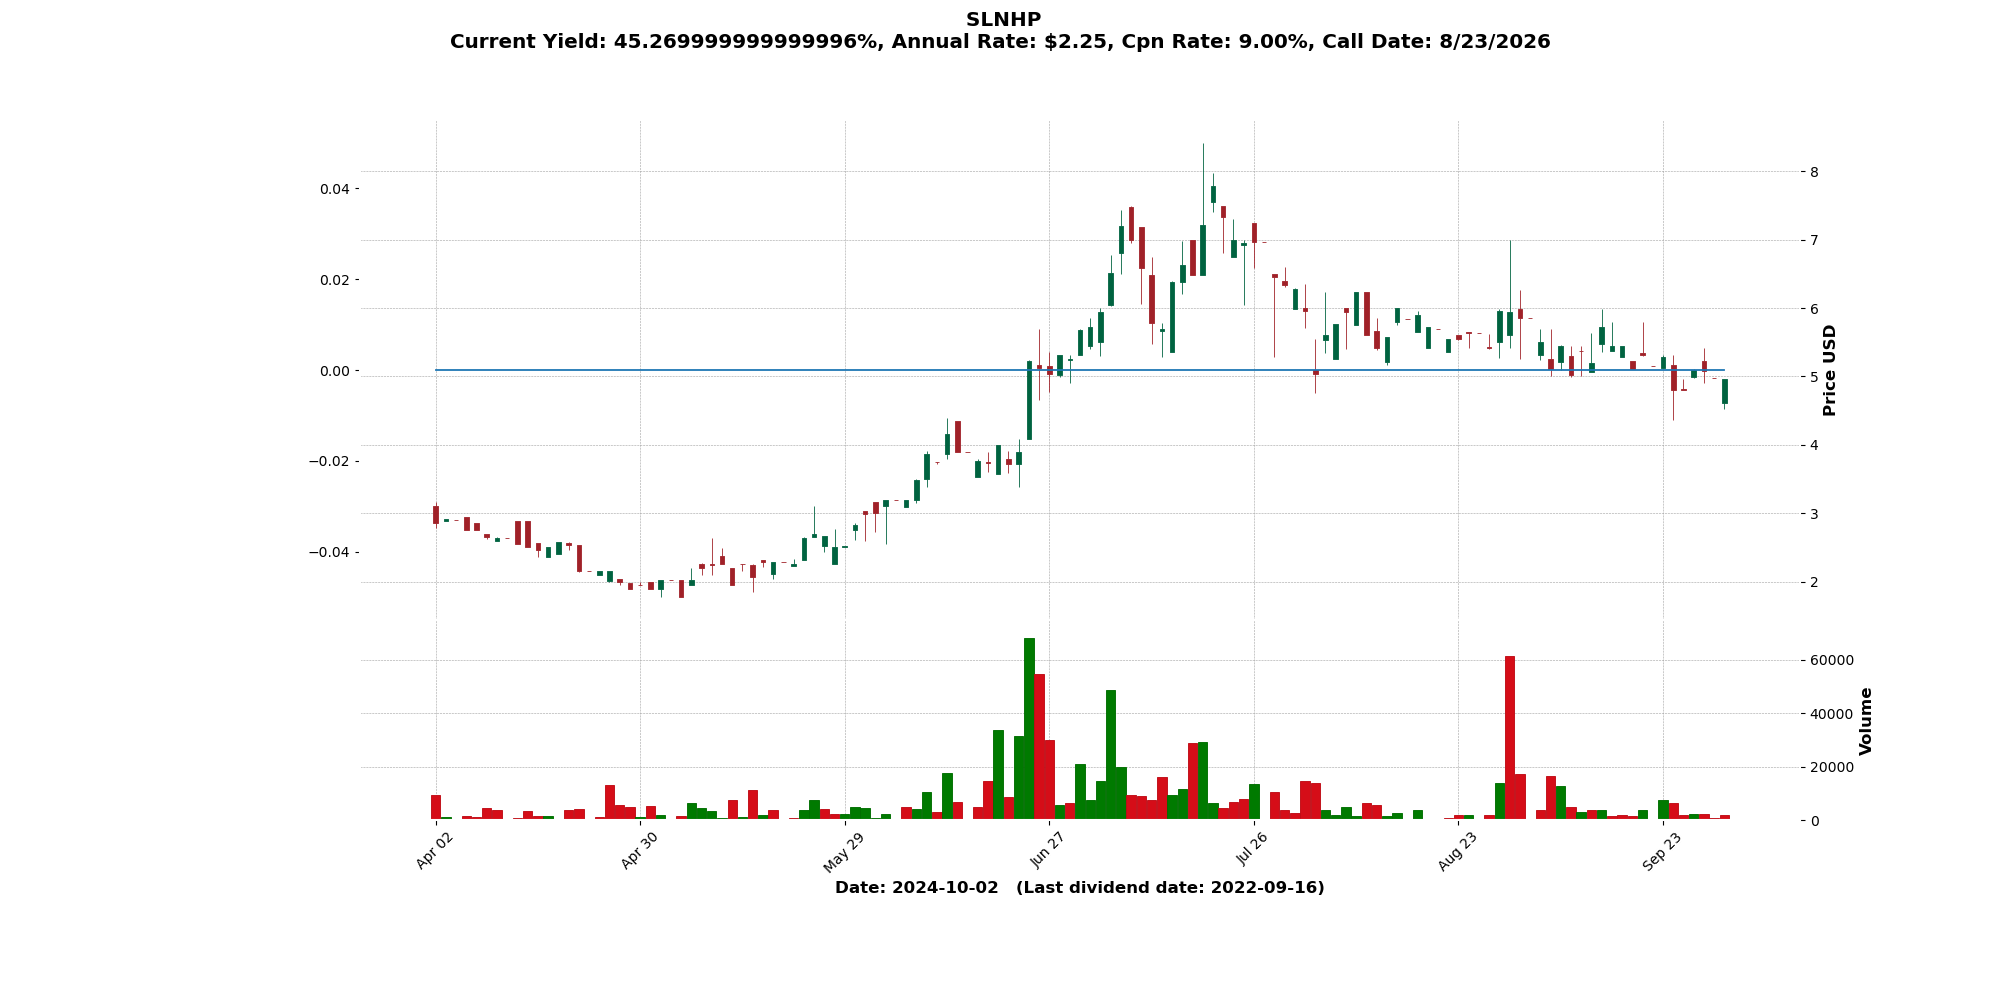 SLNHP
Current Yield: 45.269999999999996%, Annual Rate: $2.25, Cpn Rate: 9.00%, Call Date: 8/23/2026
0.04
0.02
0.00
−0.02
−0.04
8
7
6
5
4
3
2
Price USD
60000
40000
20000
0
Volume
Apr 02
Apr 30
May 29
Jun 27
Jul 26
Aug 23
Sep 23
Date: 2024-10-02   (Last dividend date: 2022-09-16)